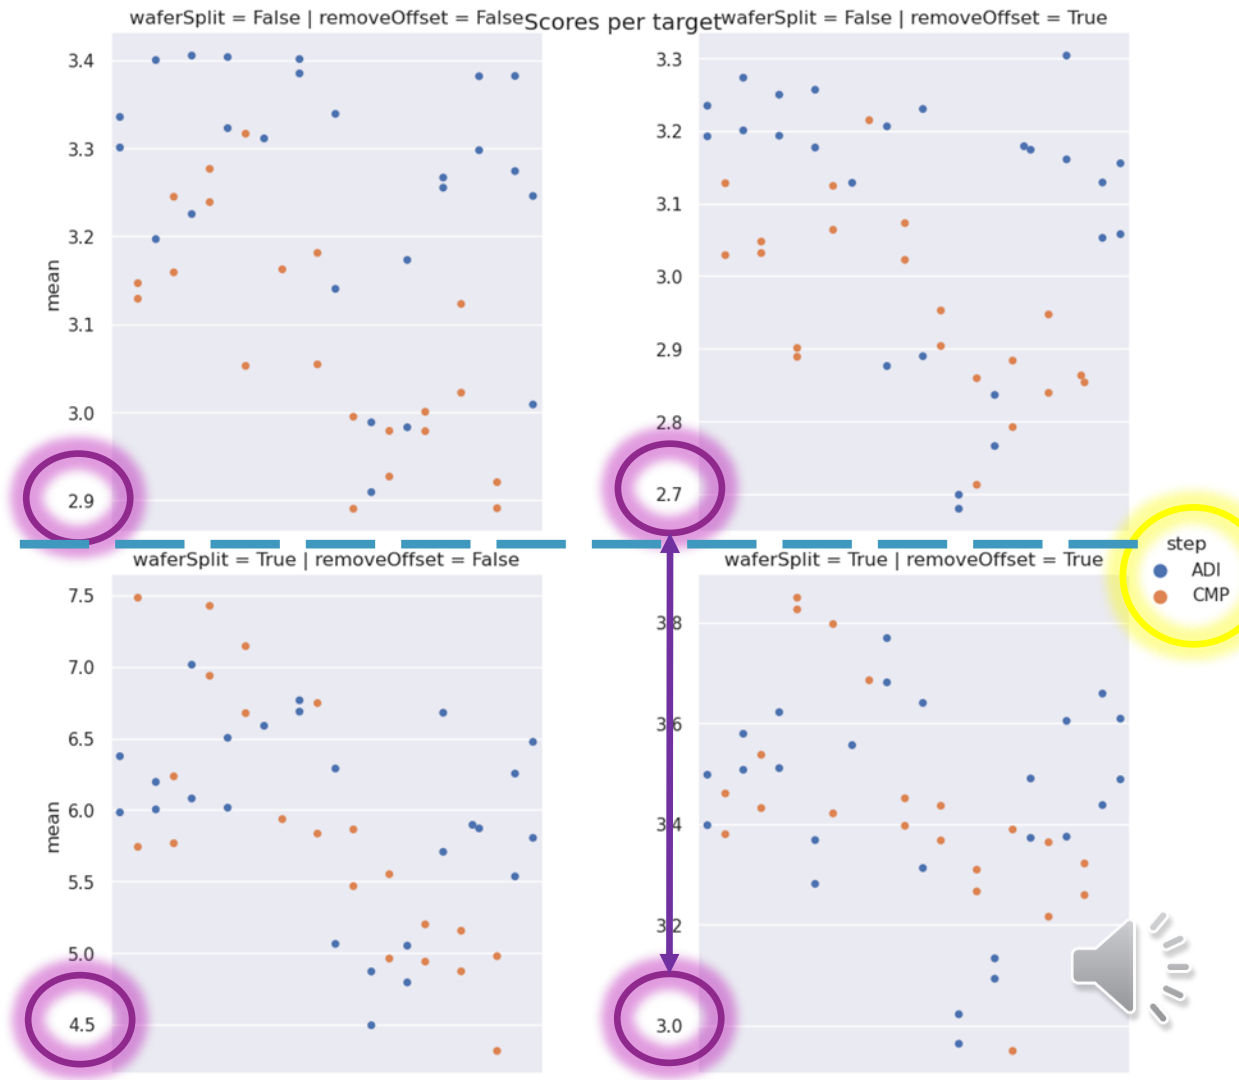 Scores per target
waferSplit = False | removeOffset = False
waferSplit = False | removeOffset = True
3.4
3.3
3.2
3.1
3.0
2.9
mean
3.3
3.2
3.1
3.0
2.9
2.8
2.7
step
ADI
CMP
waferSplit = True | removeOffset = False
waferSplit = True | removeOffset = True
7.5
7.0
6.5
6.0
5.5
5.0
4.5
mean
3.8
3.6
3.4
3.2
3.0